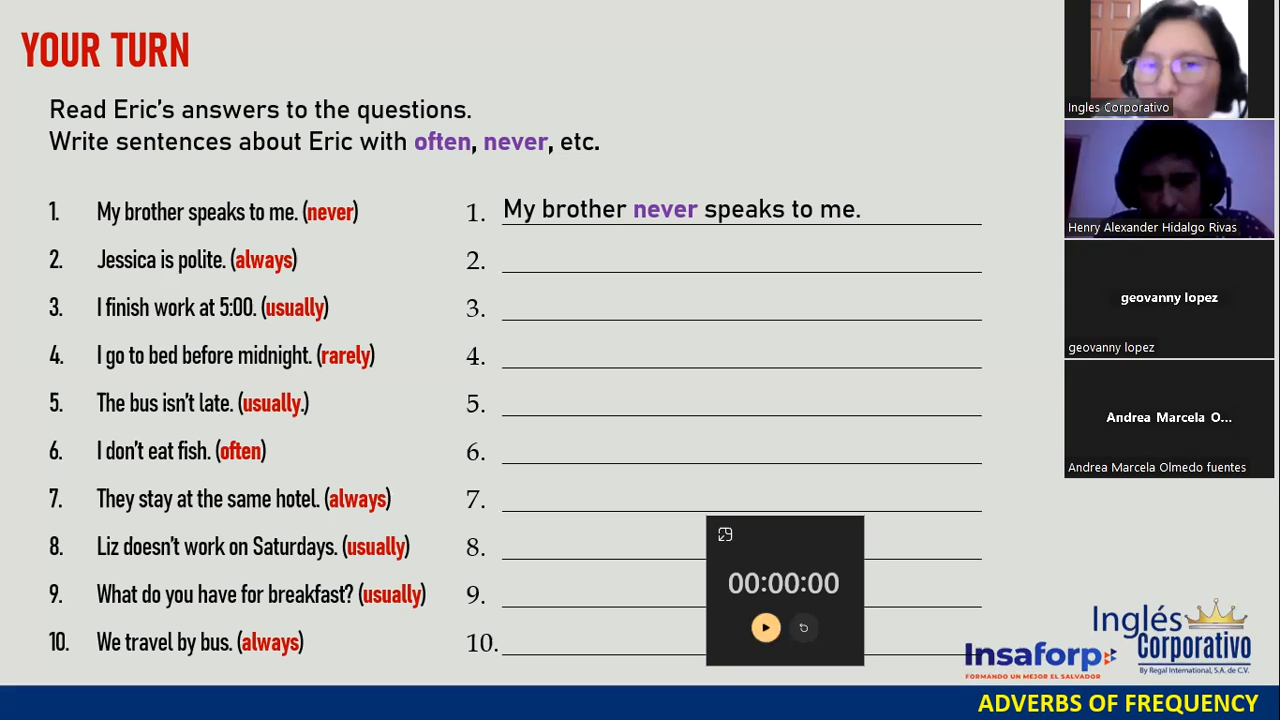 YOUR TURN
Read Eric's answers to the questions.
Write sentences about Eric with often, never, etc.
1. My brother speaks to me. (never)
2. Jessica is polite. (always)
3. I finish work at 5:00. (usually)
4. I go to bed before midnight. (rarely)
5. The bus isn't late. (usually.)
6. I don't eat fish. (often)
7. They stay at the same hotel. (always)
8. Liz doesn't work on Saturdays. (usually)
9. What do you have for breakfast? (usually)
10. We travel by bus. (always)
1. My brother never speaks to me.
2.
3.
4.
5.
6.
7.
8.
9.
10.
00:00:00
Ingles Corporativo
Henry Alexander Hidalgo Rivas
geovanny lopez
geovanny lopez
Andrea Marcela O...
Andrea Marcela Olmedo fuentes
Insaforp
FORMANDO UN MEJOR EL SALVADOR
Inglés
Corporativo
By Regal International, S.A. de C.V.
ADVERBS OF FREQUENCY